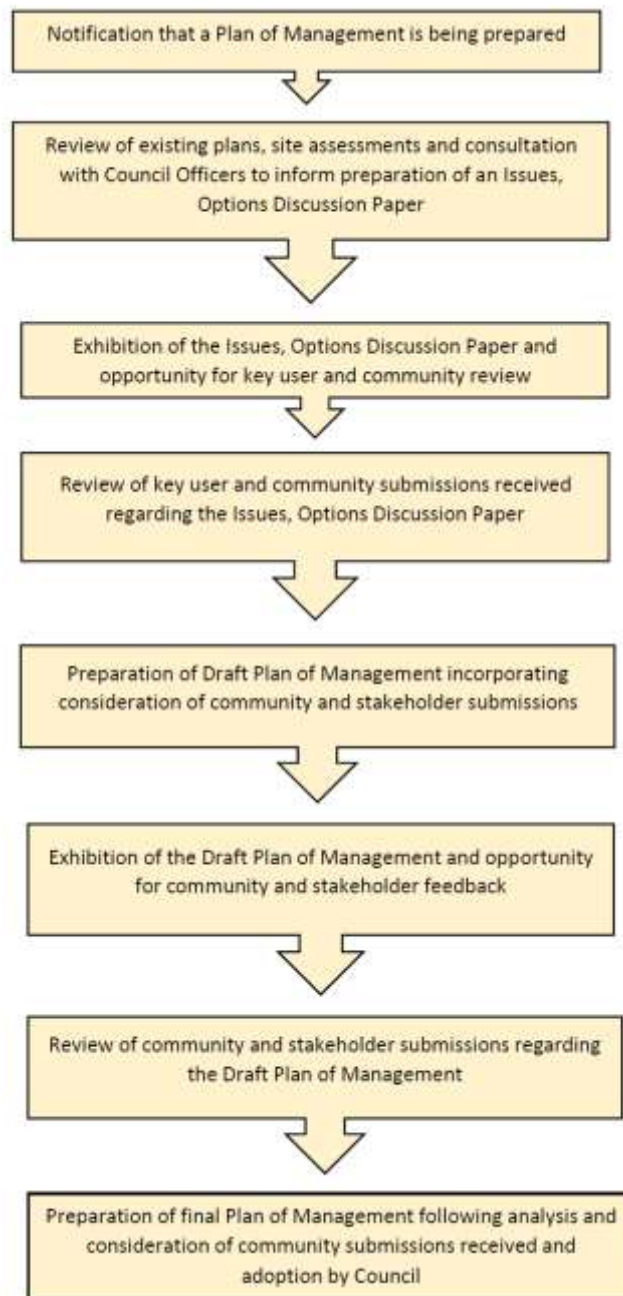 Notification that a Plan of Management is being prepared
Review of existing plans, site assessments and consultation
with Council Officers to inform preparation of an Issues,
Options Discussion Paper
Exhibition of the Issues, Options Discussion Paper and
opportunity for key user and community review
Review of key user and community submissions received
regarding the Issues, Options Discussion Paper
Preparation of Draft Plan of Management incorporating
consideration of community and stakeholder submissions
Exhibition of the Draft Plan of Management and opportunity
for community and stakeholder feedback
Review of community and stakeholder submissions regarding
the Draft Plan of Management
Preparation of final Plan of Management following analysis and
consideration of community submissions received and
adoption by Council